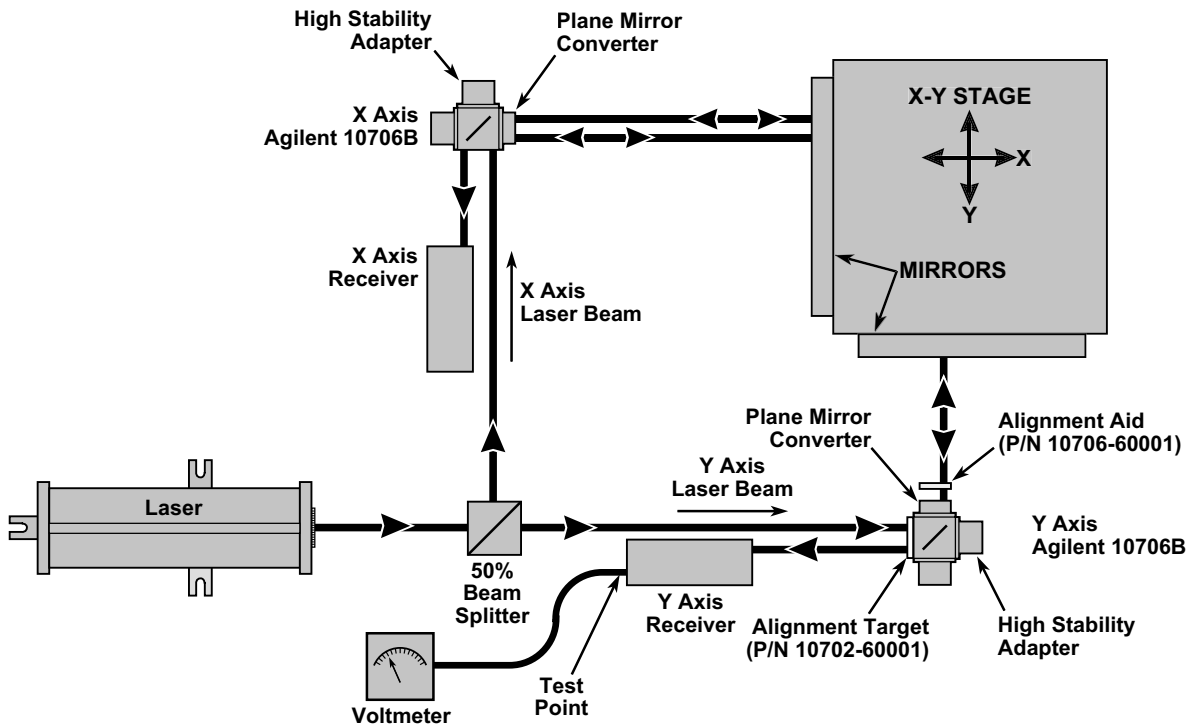 High Stability
Adapter
Plane Mirror
Converter
X Axis
Agilent 10706B
X-Y STAGE
X
Y
MIRRORS
X Axis
Receiver
X Axis
Laser Beam
Plane Mirror
Converter
Alignment Aid
(P/N 10706-60001)
Laser
Y Axis
Laser Beam
Y Axis
Agilent 10706B
50%
Beam
Splitter
Y Axis
Receiver
Alignment Target
(P/N 10702-60001)
High Stability
Adapter
Test
Point
Voltmeter